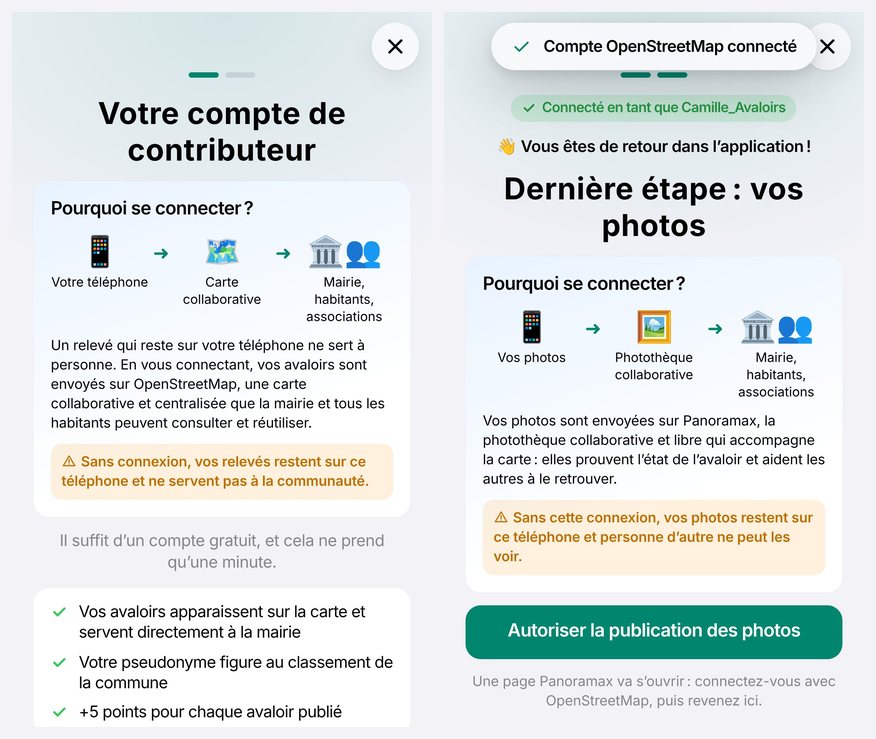 Votre compte de
contributeur
Pourquoi se connecter ?
Votre téléphone
Carte
collaborative
Mairie,
habitants,
associations
Un relevé qui reste sur votre téléphone ne sert à
personne. En vous connectant, vos avaloirs sont
envoyés sur OpenStreetMap, une carte
collaborative et centralisée que la mairie et tous les
habitants peuvent consulter et réutiliser.
⚠ Sans connexion, vos relevés restent sur ce
téléphone et ne servent pas à la communauté.
Il suffit d’un compte gratuit, et cela ne prend
qu’une minute.
Vos avaloirs apparaissent sur la carte et
servent directement à la mairie
Votre pseudonyme figure au classement de
la commune
+5 points pour chaque avaloir publié
Compte OpenStreetMap connecté
Connecté en tant que Camille_Avaloirs
👋 Vous êtes de retour dans l’application !
Dernière étape : vos
photos
Pourquoi se connecter ?
Vos photos
Photothèque
collaborative
Mairie,
habitants,
associations
Vos photos sont envoyées sur Panoramax, la
photothèque collaborative et libre qui accompagne
la carte : elles prouvent l’état de l’avaloir et aident les
autres à le retrouver.
⚠ Sans cette connexion, vos photos restent sur
ce téléphone et personne d’autre ne peut les
voir.
Autoriser la publication des photos
Une page Panoramax va s’ouvrir : connectez-vous avec
OpenStreetMap, puis revenez ici.